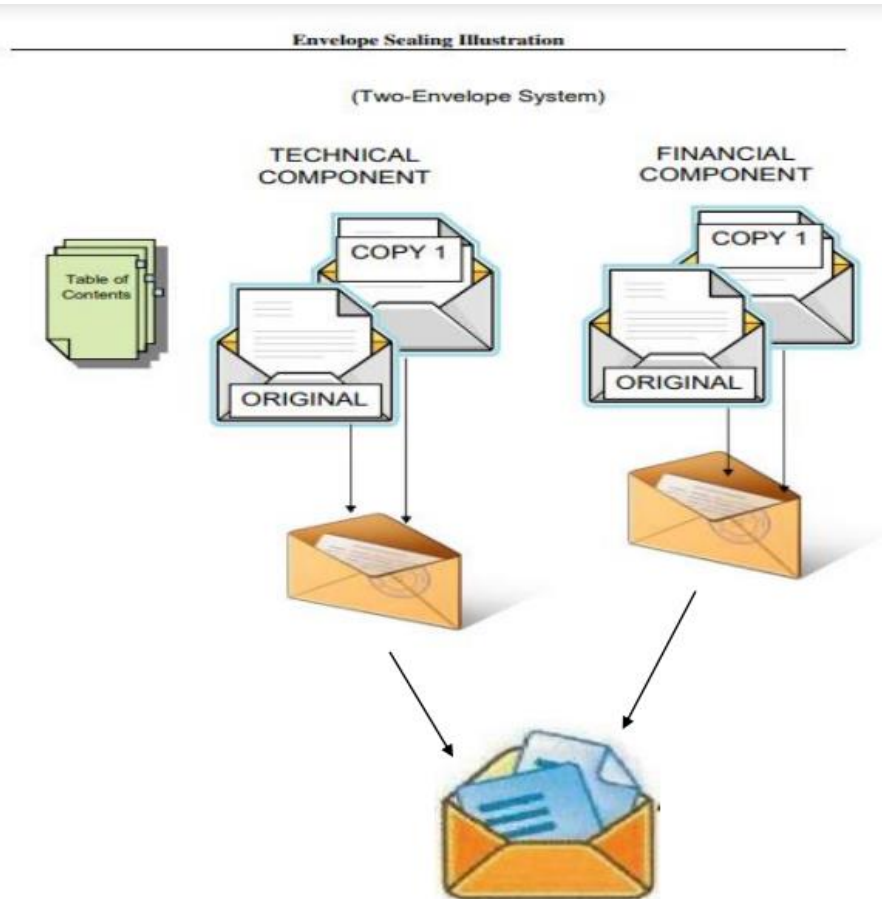 Envelope Sealing Illustration
(Two-Envelope System)
TECHNICAL
COMPONENT
FINANCIAL
COMPONENT
Table of
Contents
COPY 1
ORIGINAL
COPY 1
ORIGINAL